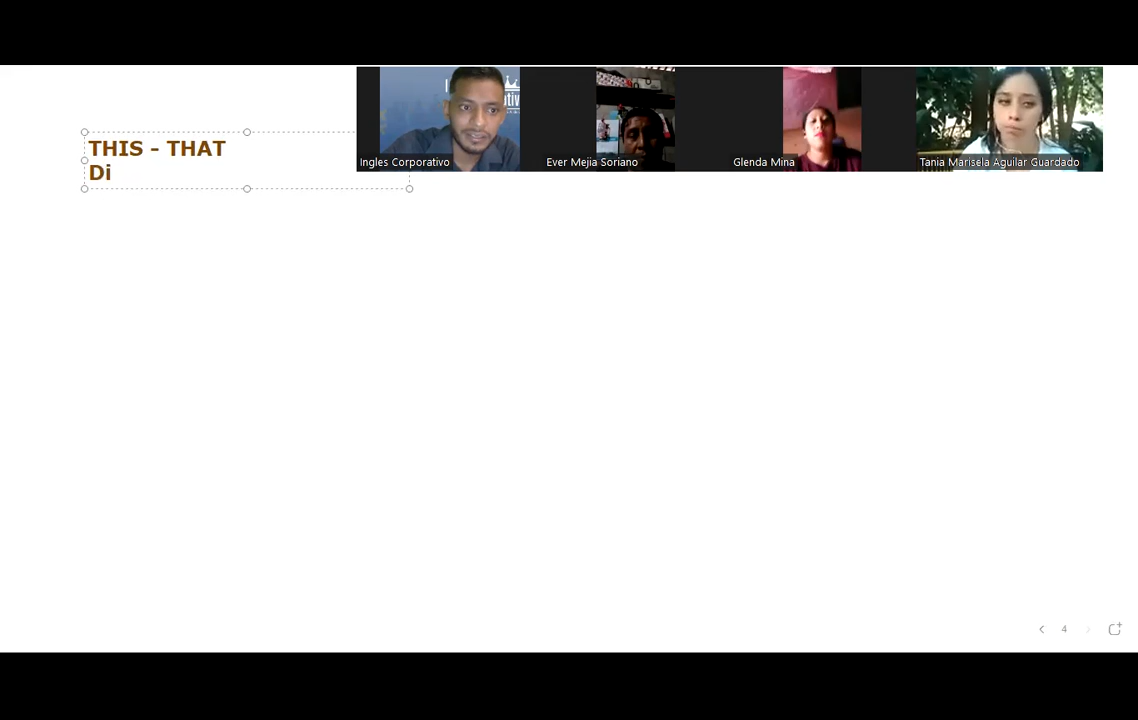 THIS - THAT
Di
Ingles Corporativo
Ever Mejia Soriano
Glenda Mina
Tania Marisela Aguilar Guardado
4